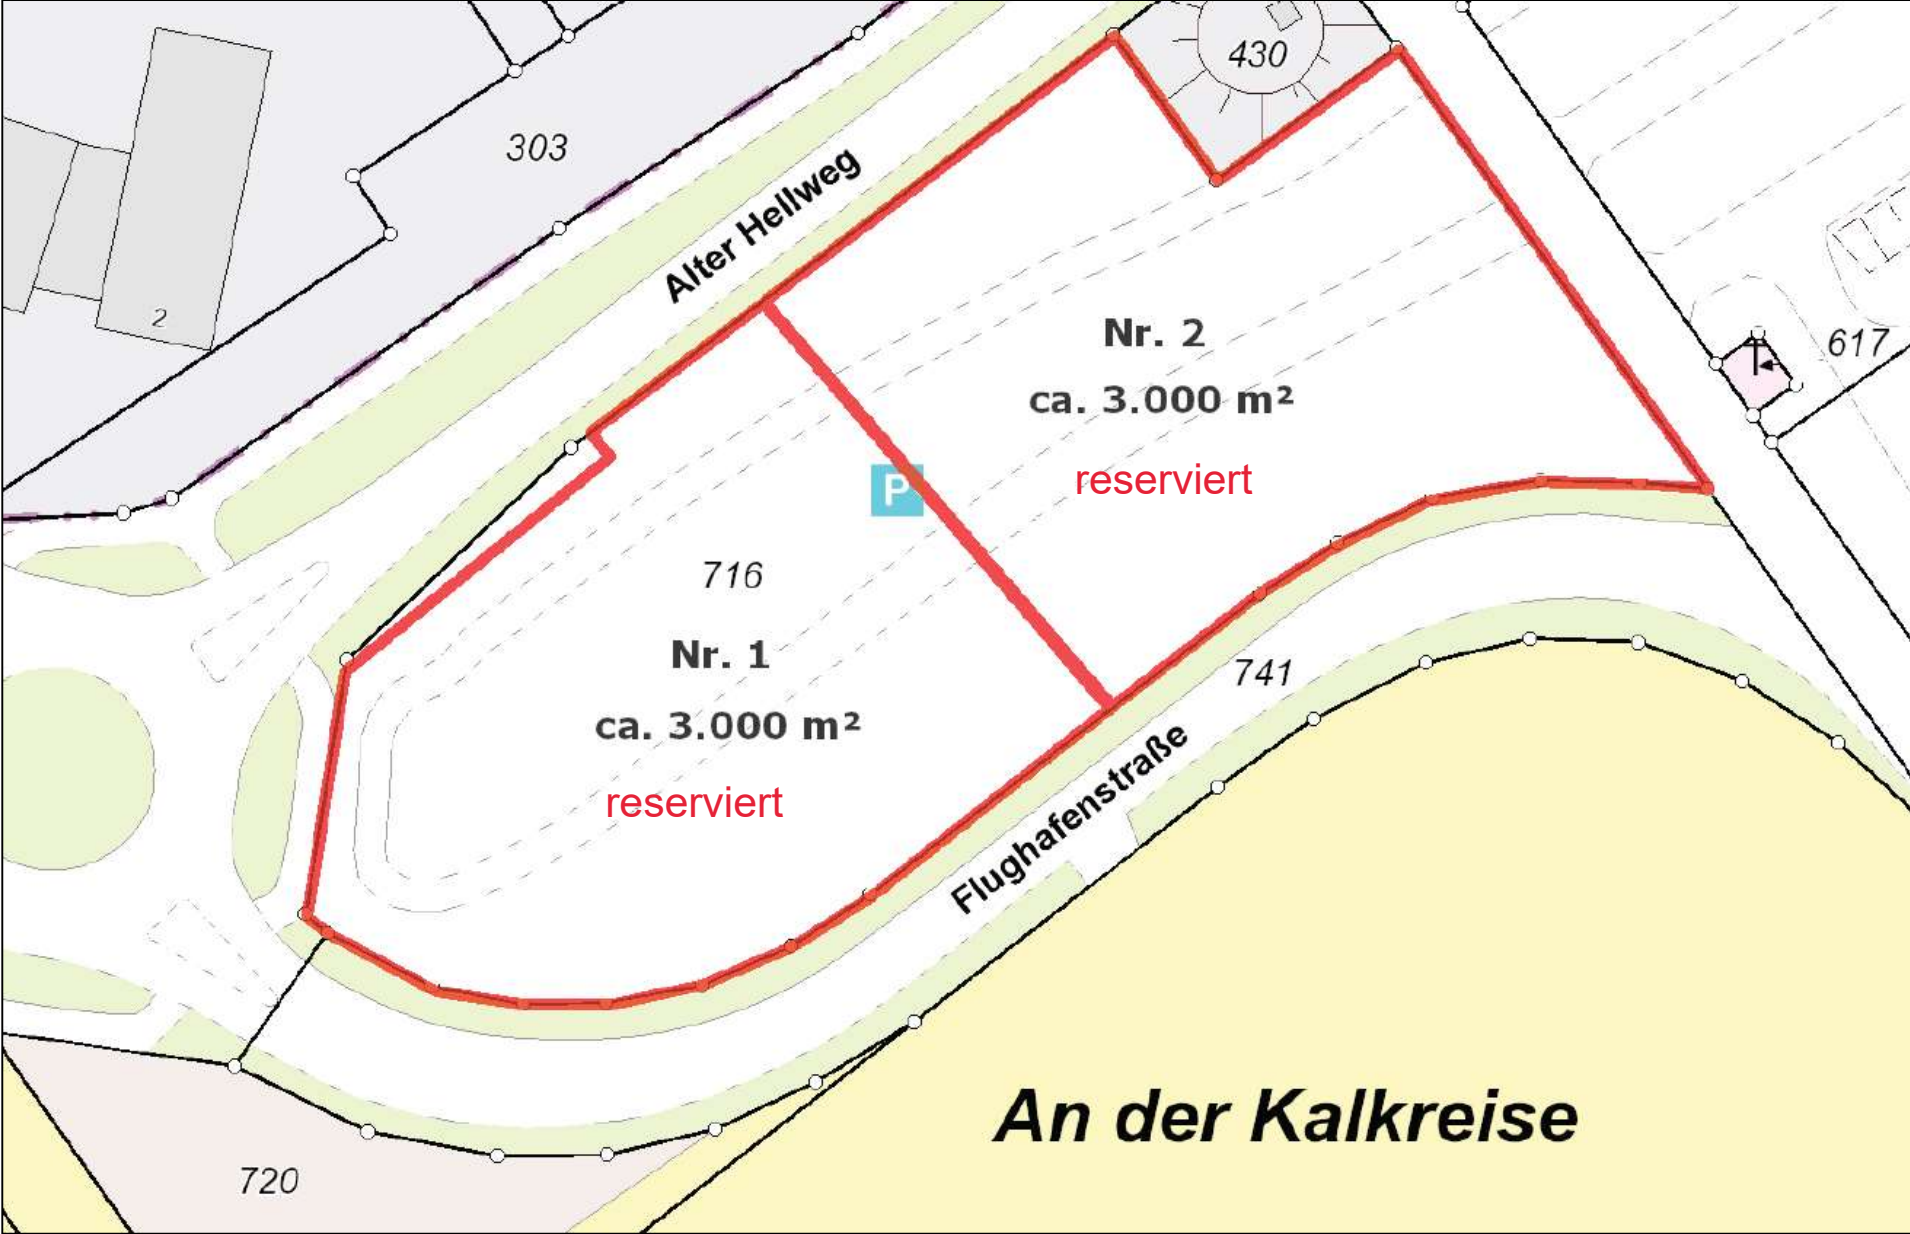 430
303
Alter Hellweg
2
Nr. 2
ca. 3.000 m²
reserviert
617
P
716
Nr. 1
ca. 3.000 m²
reserviert
741
Flughafenstraße
An der Kalkreise
720